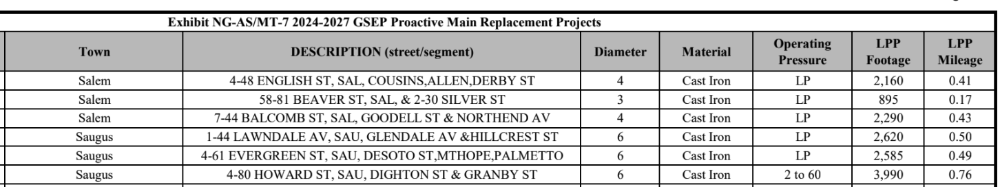 Exhibit NG-AS/MT-7 2024-2027 GSEP Proactive Main Replacement Projects
Town DESCRIPTION (street/segment) Diameter Material Operating Pressure LPP Footage LPP Mileage
Salem 4-48 ENGLISH ST, SAL, COUSINS,ALLEN,DERBY ST 4 Cast Iron LP 2,160 0.41
Salem 58-81 BEAVER ST, SAL, & 2-30 SILVER ST 3 Cast Iron LP 895 0.17
Salem 7-44 BALCOMB ST, SAL, GOODELL ST & NORTHEND AV 4 Cast Iron LP 2,290 0.43
Saugus 1-44 LAWNDALE AV, SAU, GLENDALE AV &HILLCREST ST 6 Cast Iron LP 2,620 0.50
Saugus 4-61 EVERGREEN ST, SAU, DESOTO ST,MTHOPE,PALMETTO 6 Cast Iron LP 2,585 0.49
Saugus 4-80 HOWARD ST, SAU, DIGHTON ST & GRANBY ST 6 Cast Iron 2 to 60 3,990 0.76